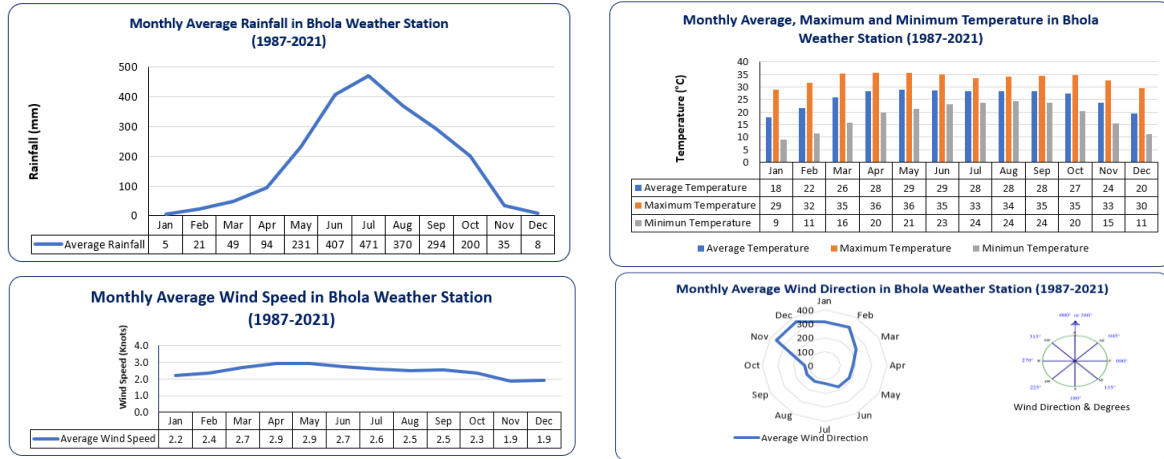 Monthly Average Rainfall in Bhola Weather Station
(1987-2021)
Rainfall (mm)
500
400
300
200
100
0
Jan Feb Mar Apr May Jun Jul Aug Sep Oct Nov Dec
Average Rainfall 5 21 49 94 231 407 471 370 294 200 35 8
Monthly Average, Maximum and Minimum Temperature in Bhola
Weather Station (1987-2021)
Temperature (°C)
40
35
30
25
20
15
10
5
0
Jan Feb Mar Apr May Jun Jul Aug Sep Oct Nov Dec
Average Temperature 18 22 26 28 29 29 28 28 28 27 24 20
Maximum Temperature 29 32 35 36 36 35 33 34 35 35 33 30
Minimun Temperature 9 11 16 20 21 23 24 24 24 20 15 11
Average Temperature Maximum Temperature Minimun Temperature
Monthly Average Wind Speed in Bhola Weather Station
(1987-2021)
Wind Speed (Knots)
4.0
3.0
2.0
1.0
0.0
Jan Feb Mar Apr May Jun Jul Aug Sep Oct Nov Dec
Average Wind Speed 2.2 2.4 2.7 2.9 2.9 2.7 2.6 2.5 2.5 2.3 1.9 1.9
Monthly Average Wind Direction in Bhola Weather Station (1987-2021)
Jan
Feb
Mar
Apr
May
Jun
Jul
Aug
Sep
Oct
Nov
Dec
400
300
200
100
0
Average Wind Direction
000° or 360°
315°
270°
090°
225°
180°
Wind Direction & Degrees